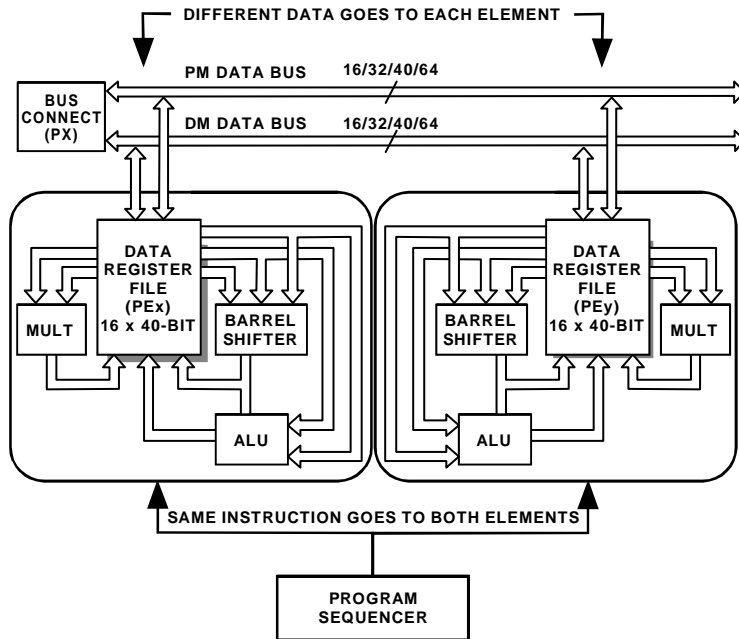 DIFFERENT DATA GOES TO EACH ELEMENT
PM DATA BUS 16/32/40/64
BUS
CONNECT
(PX)
DM DATA BUS 16/32/40/64
DATA
REGISTER
FILE
(PEx)
16 x 40-BIT
MULT
BARREL
SHIFTER
ALU
DATA
REGISTER
FILE
(PEy)
16 x 40-BIT
BARREL
SHIFTER
MULT
ALU
SAME INSTRUCTION GOES TO BOTH ELEMENTS
PROGRAM
SEQUENCER